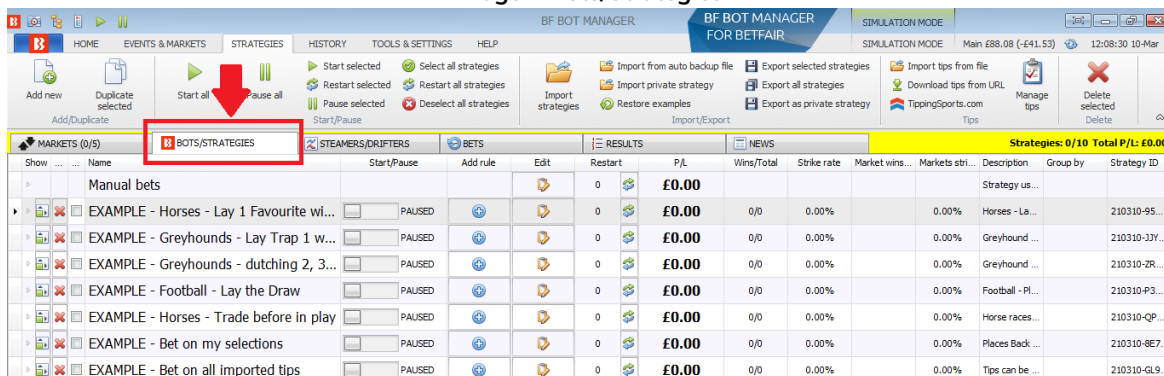 BF BOT MANAGER
BF BOT MANAGER
FOR BETFAIR
SIMULATION MODE
HOME EVENTS & MARKETS STRATEGIES HISTORY TOOLS & SETTINGS HELP
SIMULATION MODE Main £88.08 (-£41.53) 12:08:30 10-Mar
Add new
Duplicate selected
Start all
Pause all
Start selected
Restart selected
Pause selected
Select all strategies
Restart all strategies
Deselect all strategies
Import strategies
Import from auto backup file
Import private strategy
Restore examples
Export selected strategies
Export all strategies
Export as private strategy
Import tips from file
Download tips from URL
TippingSports.com
Manage tips
Delete selected
Add/Duplicate Start/Pause Import/Export Tips Delete
MARKETS (0/5) BOTS/STRATEGIES STEAMERS/DRIFTERS BETS RESULTS NEWS Strategies: 0/10 Total P/L: £0.00
Show ... ... Name Start/Pause Add rule Edit Restart P/L Wins/Total Strike rate Market wins... Markets stri... Description Group by Strategy ID
Manual bets 0 £0.00 Strategy us...
EXAMPLE - Horses - Lay 1 Favourite wi... PAUSED 0 £0.00 0/0 0.00% 0.00% Horses - La... 210310-95...
EXAMPLE - Greyhounds - Lay Trap 1 w... PAUSED 0 £0.00 0/0 0.00% 0.00% Greyhound ... 210310-JJY...
EXAMPLE - Greyhounds - dutching 2, 3... PAUSED 0 £0.00 0/0 0.00% 0.00% Greyhound ... 210310-ZR...
EXAMPLE - Football - Lay the Draw PAUSED 0 £0.00 0/0 0.00% 0.00% Football - Pl... 210310-P3...
EXAMPLE - Horses - Trade before in play PAUSED 0 £0.00 0/0 0.00% 0.00% Horse races... 210310-QP...
EXAMPLE - Bet on my selections PAUSED 0 £0.00 0/0 0.00% 0.00% Places Back ... 210310-8E7...
EXAMPLE - Bet on all imported tips PAUSED 0 £0.00 0/0 0.00% 0.00% Tips can be ... 210310-GL9...